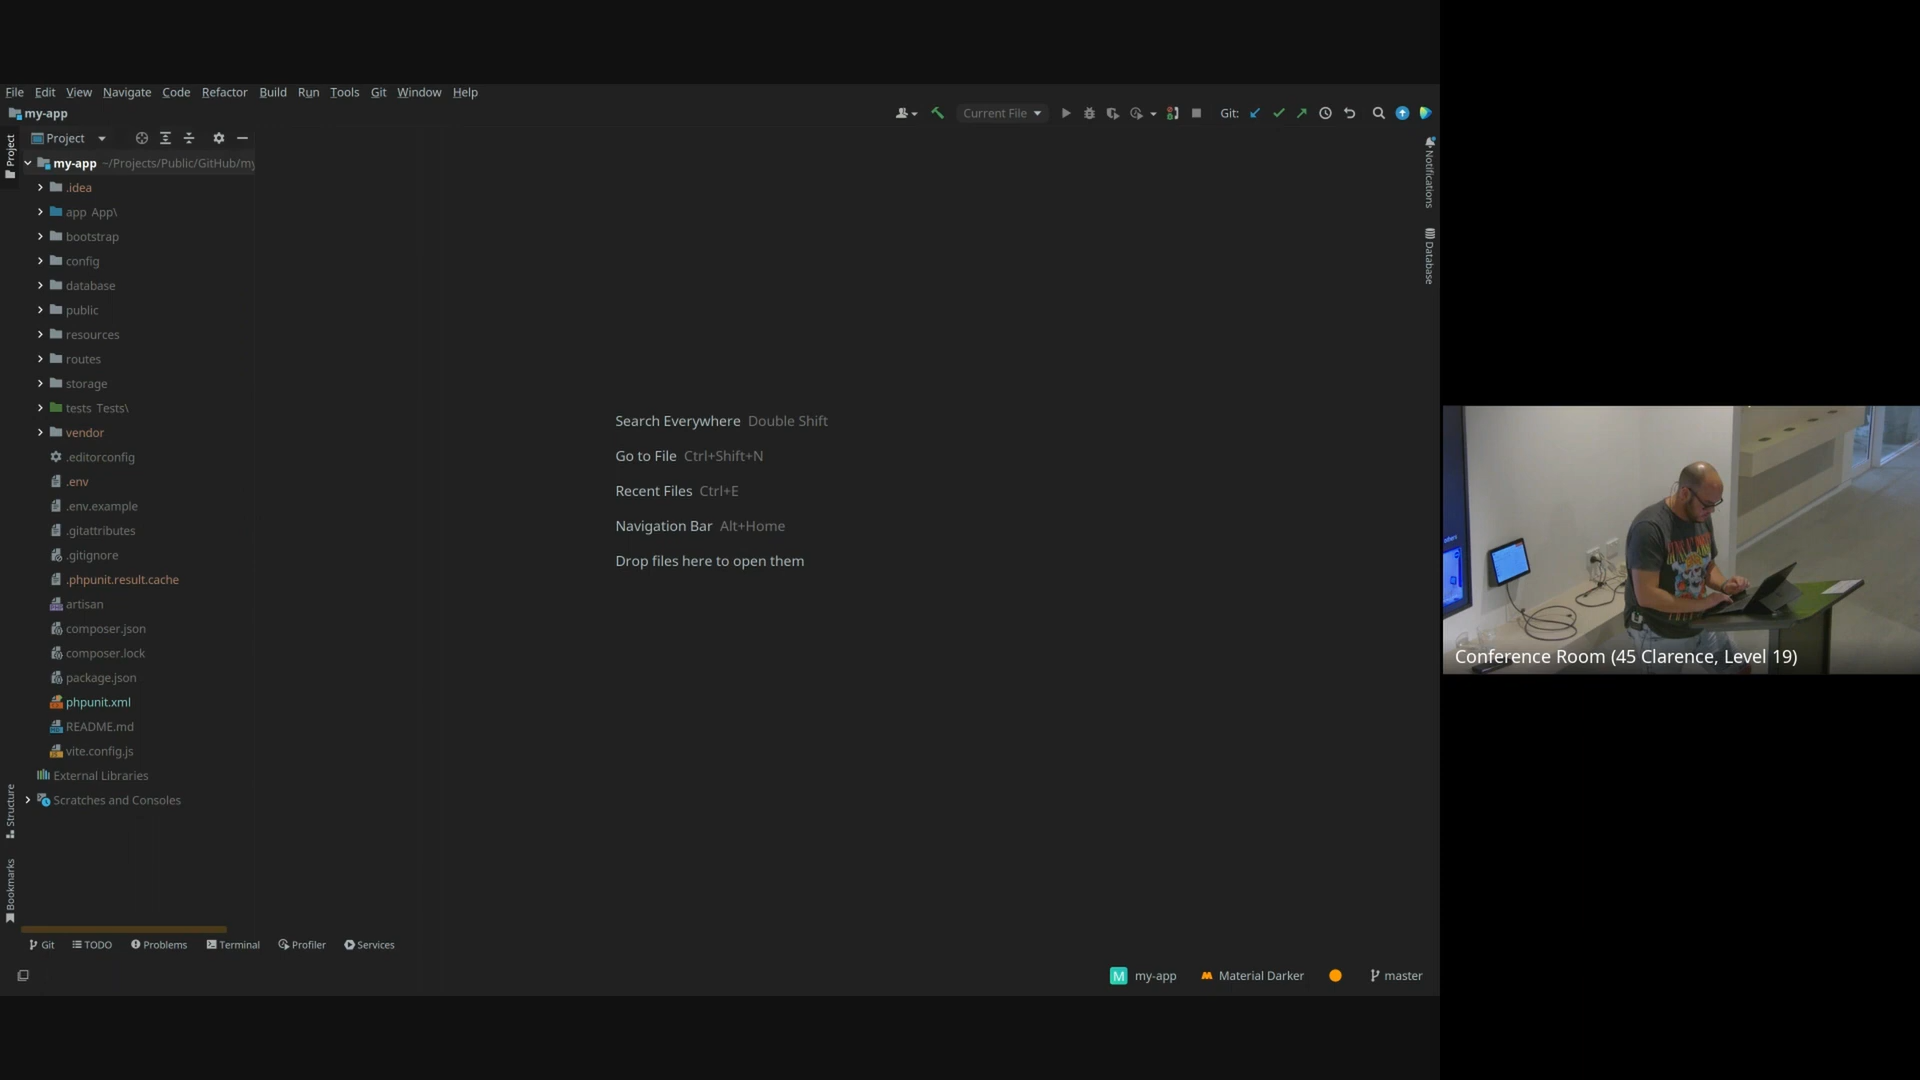 File Edit View Navigate Code Refactor Build Run Tools Git Window Help
my-app
Current File
Git:
Project
Project
my-app ~/Projects/Public/GitHub/my
.idea
app App\
bootstrap
config
database
public
resources
routes
storage
tests Tests\
vendor
.editorconfig
.env
.env.example
.gitattributes
.gitignore
.phpunit.result.cache
artisan
composer.json
composer.lock
package.json
phpunit.xml
README.md
vite.config.js
External Libraries
Scratches and Consoles
Structure
Bookmarks
Search Everywhere Double Shift
Go to File Ctrl+Shift+N
Recent Files Ctrl+E
Navigation Bar Alt+Home
Drop files here to open them
Notifications
Database
Git TODO Problems Terminal Profiler Services
M my-app Material Darker master
Conference Room (45 Clarence, Level 19)